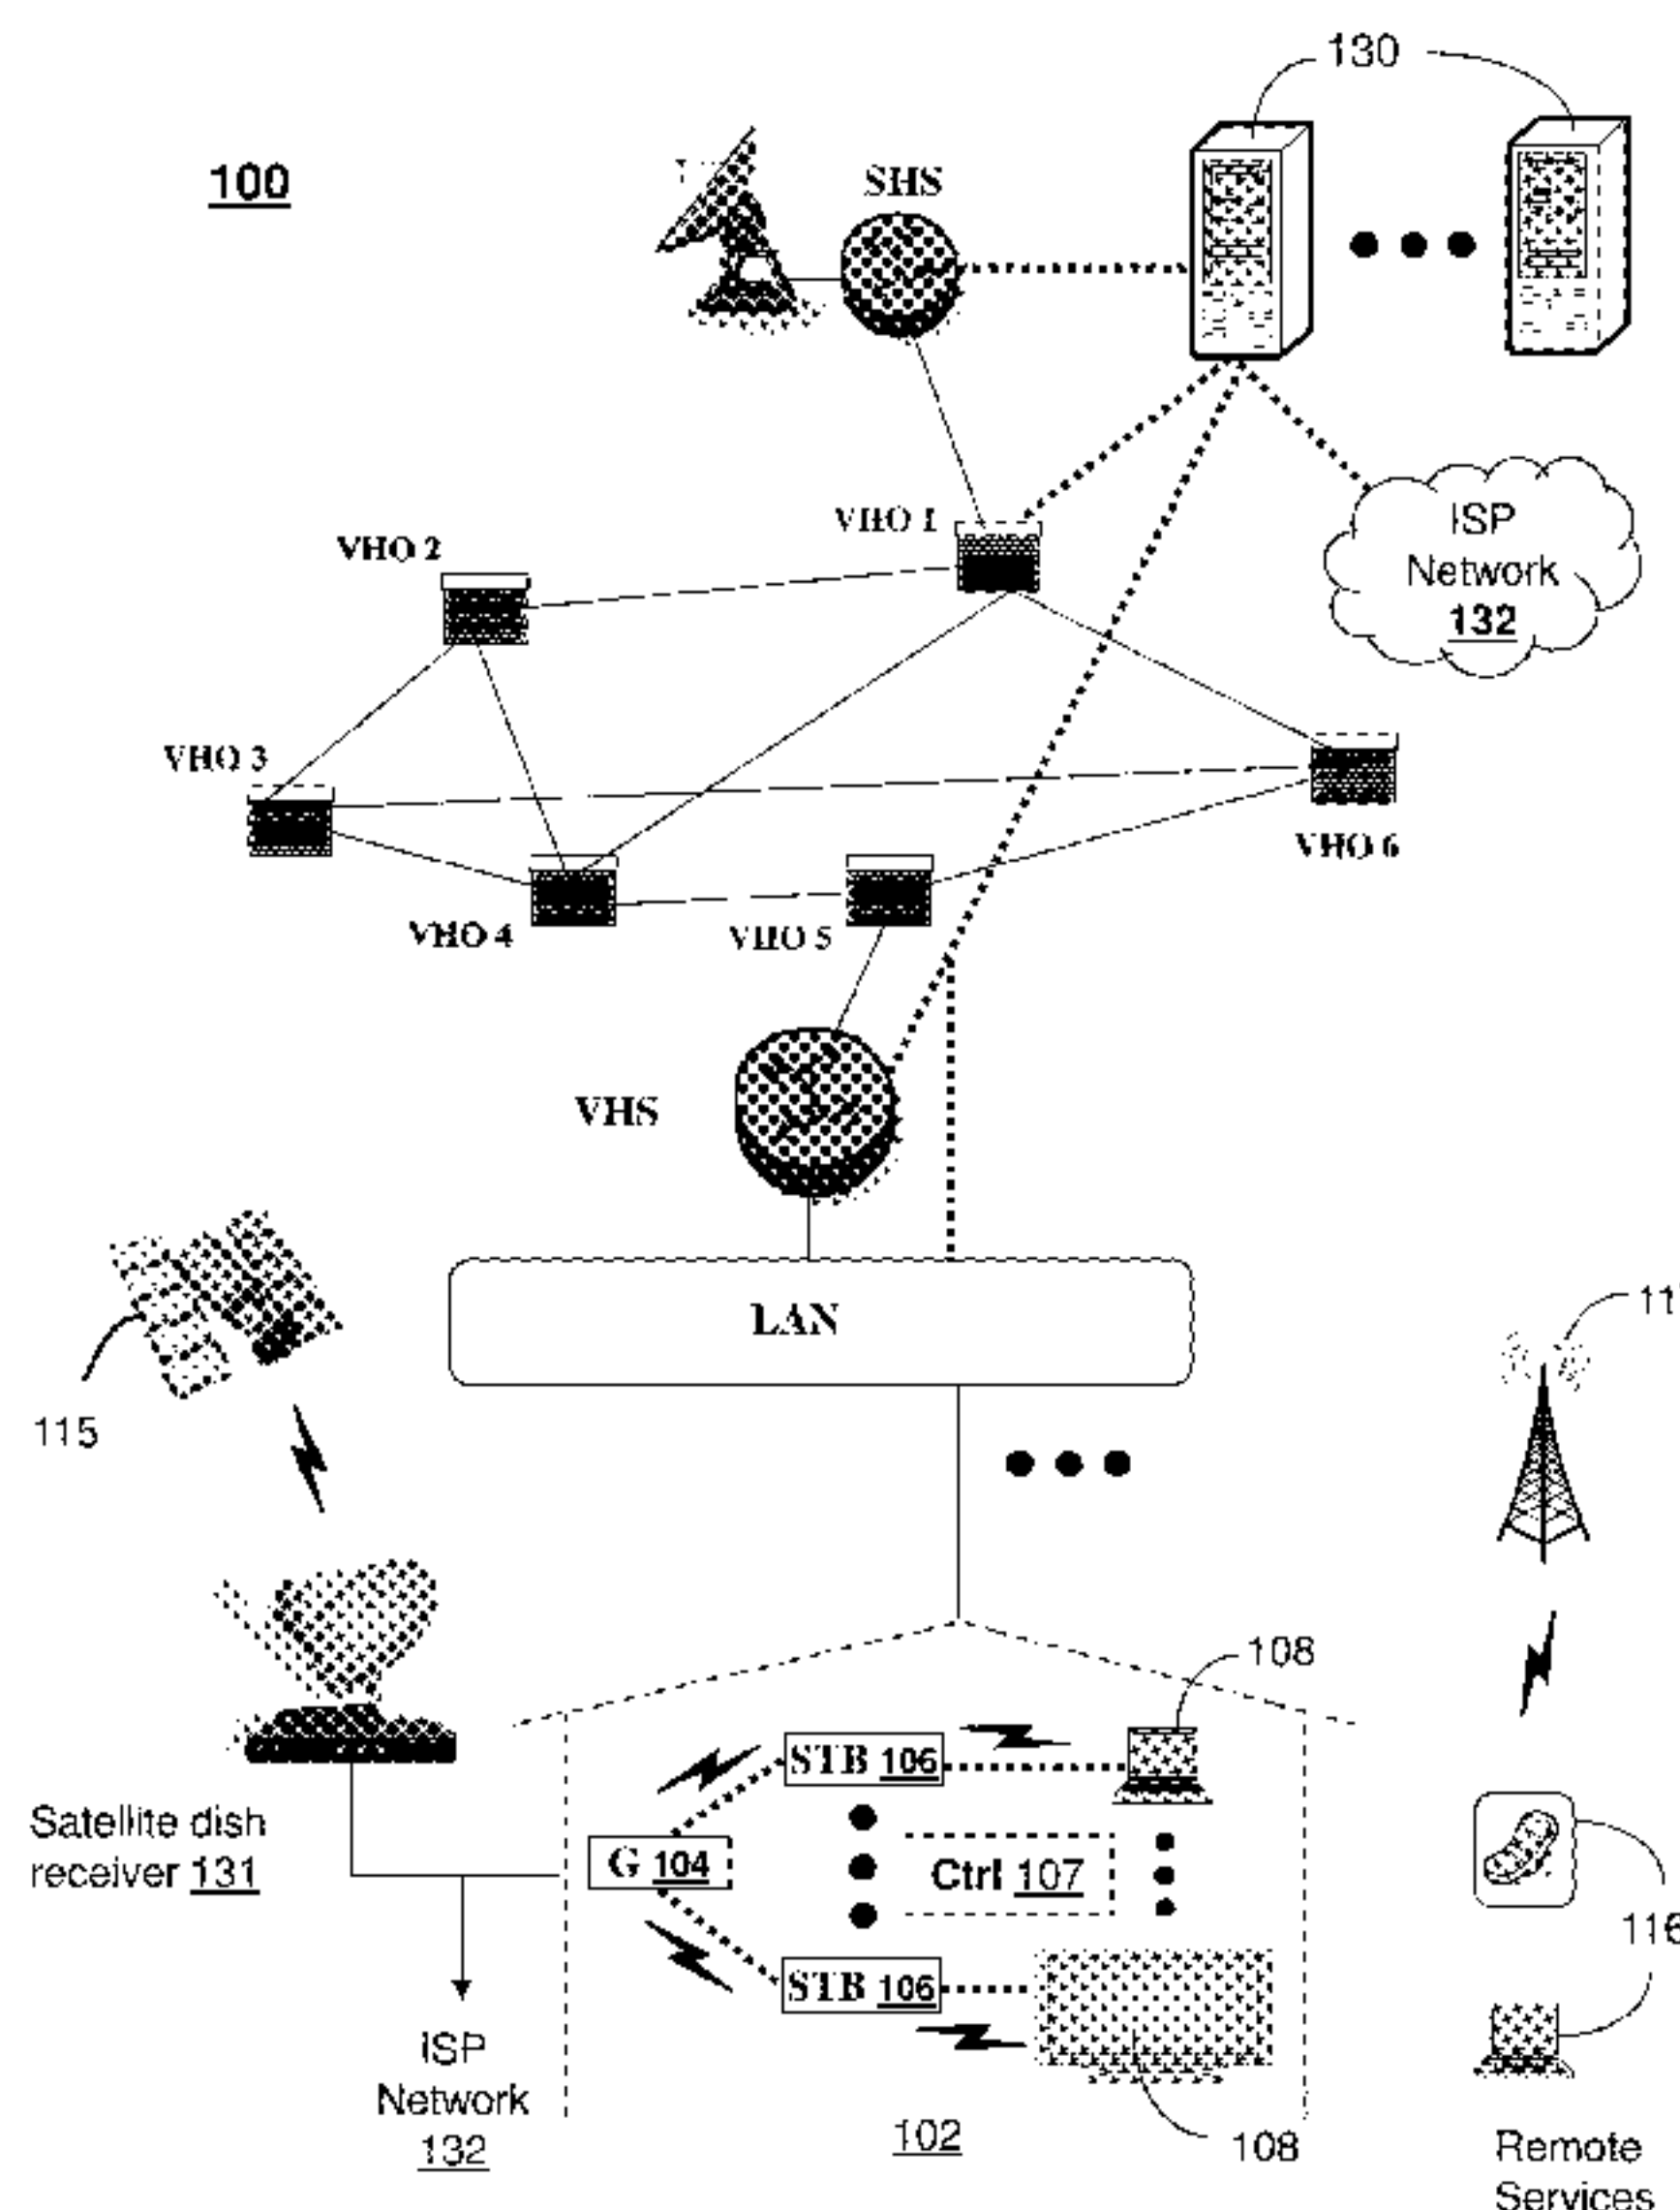 130
100
SHS
ISP
Network
132
VHO 1
VHO 2
VHO 3
VHO 6
VHO 4
VHO 5
VHS
LAN
11
115
108
STB 106
Satellite dish
receiver 131
G 104
Ctrl 107
116
STB 106
ISP
Network
132
102
108
Remote
Services